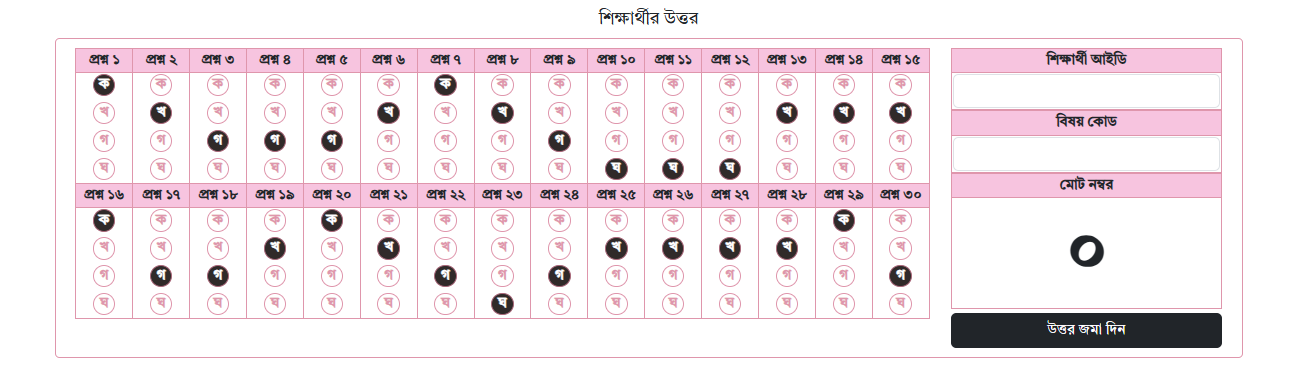 শিক্ষার্থীর উত্তর
প্রশ্ন ১ প্রশ্ন ২ প্রশ্ন ৩ প্রশ্ন ৪ প্রশ্ন ৫ প্রশ্ন ৬ প্রশ্ন ৭ প্রশ্ন ৮ প্রশ্ন ৯ প্রশ্ন ১০ প্রশ্ন ১১ প্রশ্ন ১২ প্রশ্ন ১৩ প্রশ্ন ১৪ প্রশ্ন ১৫
ক ক ক ক ক ক ক ক ক ক ক ক ক ক ক
খ খ খ খ খ খ খ খ খ খ খ খ খ খ খ
গ গ গ গ গ গ গ গ গ গ গ গ গ গ গ
ঘ ঘ ঘ ঘ ঘ ঘ ঘ ঘ ঘ ঘ ঘ ঘ ঘ ঘ ঘ
প্রশ্ন ১৬ প্রশ্ন ১৭ প্রশ্ন ১৮ প্রশ্ন ১৯ প্রশ্ন ২০ প্রশ্ন ২১ প্রশ্ন ২২ প্রশ্ন ২৩ প্রশ্ন ২৪ প্রশ্ন ২৫ প্রশ্ন ২৬ প্রশ্ন ২৭ প্রশ্ন ২৮ প্রশ্ন ২৯ প্রশ্ন ৩০
ক ক ক ক ক ক ক ক ক ক ক ক ক ক ক
খ খ খ খ খ খ খ খ খ খ খ খ খ খ খ
গ গ গ গ গ গ গ গ গ গ গ গ গ গ গ
ঘ ঘ ঘ ঘ ঘ ঘ ঘ ঘ ঘ ঘ ঘ ঘ ঘ ঘ ঘ
শিক্ষার্থী আইডি
বিষয় কোড
মোট নম্বর
০
উত্তর জমা দিন